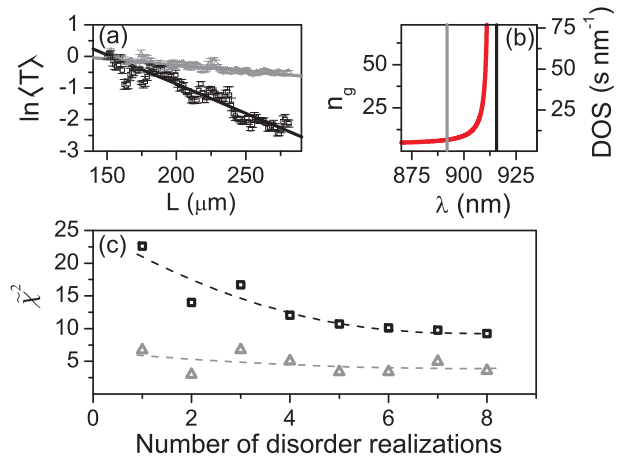 (a)
ln⟨T⟩
1
0
-1
-2
-3
150
200
250
L (μm)
(b)
n_g
75
50
25
75
50
25
0
DOS (s nm⁻¹)
875
900
925
λ (nm)
(c)
χ̃²
25
20
15
10
5
0
2
4
6
8
Number of disorder realizations